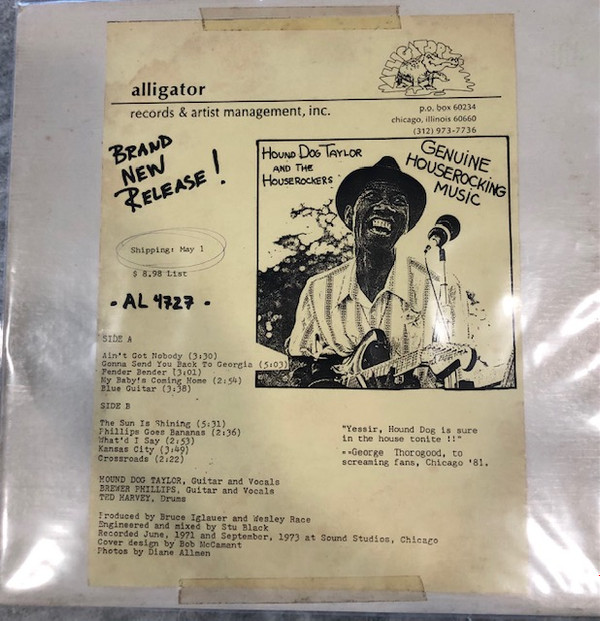 ALLIGATOR
alligator
records & artist management, inc.
p.o. box 60234
chicago, illinois 60660
(312) 973-7736
BRAND
NEW
RELEASE!
Shipping: May 1
$ 8.98 List
- AL 4727 -
HOUND DOG TAYLOR
AND THE
HOUSEROCKERS
GENUINE
HOUSEROCKING
MUSIC
SIDE A
Ain't Got Nobody (3:30)
Gonna Send You Back To Georgia (5:03)
Fender Bender (3:01)
My Baby's Coming Home (2:54)
Blue Guitar (3:38)
SIDE B
The Sun Is Shining (5:31)
Phillips Goes Bananas (2:36)
What'd I Say (2:53)
Kansas City (3:49)
Crossroads (2:22)
HOUND DOG TAYLOR, Guitar and Vocals
BREWER PHILLIPS, Guitar and Vocals
TED HARVEY, Drums
Produced by Bruce Iglauer and Wesley Race
Engineered and mixed by Stu Black
Recorded June, 1971 and September, 1973 at Sound Studios, Chicago
Cover design by Bob McCamant
Photos by Diane Allmen
"Yessir, Hound Dog is sure
in the house tonite !!"
--George Thorogood, to
screaming fans, Chicago '81.